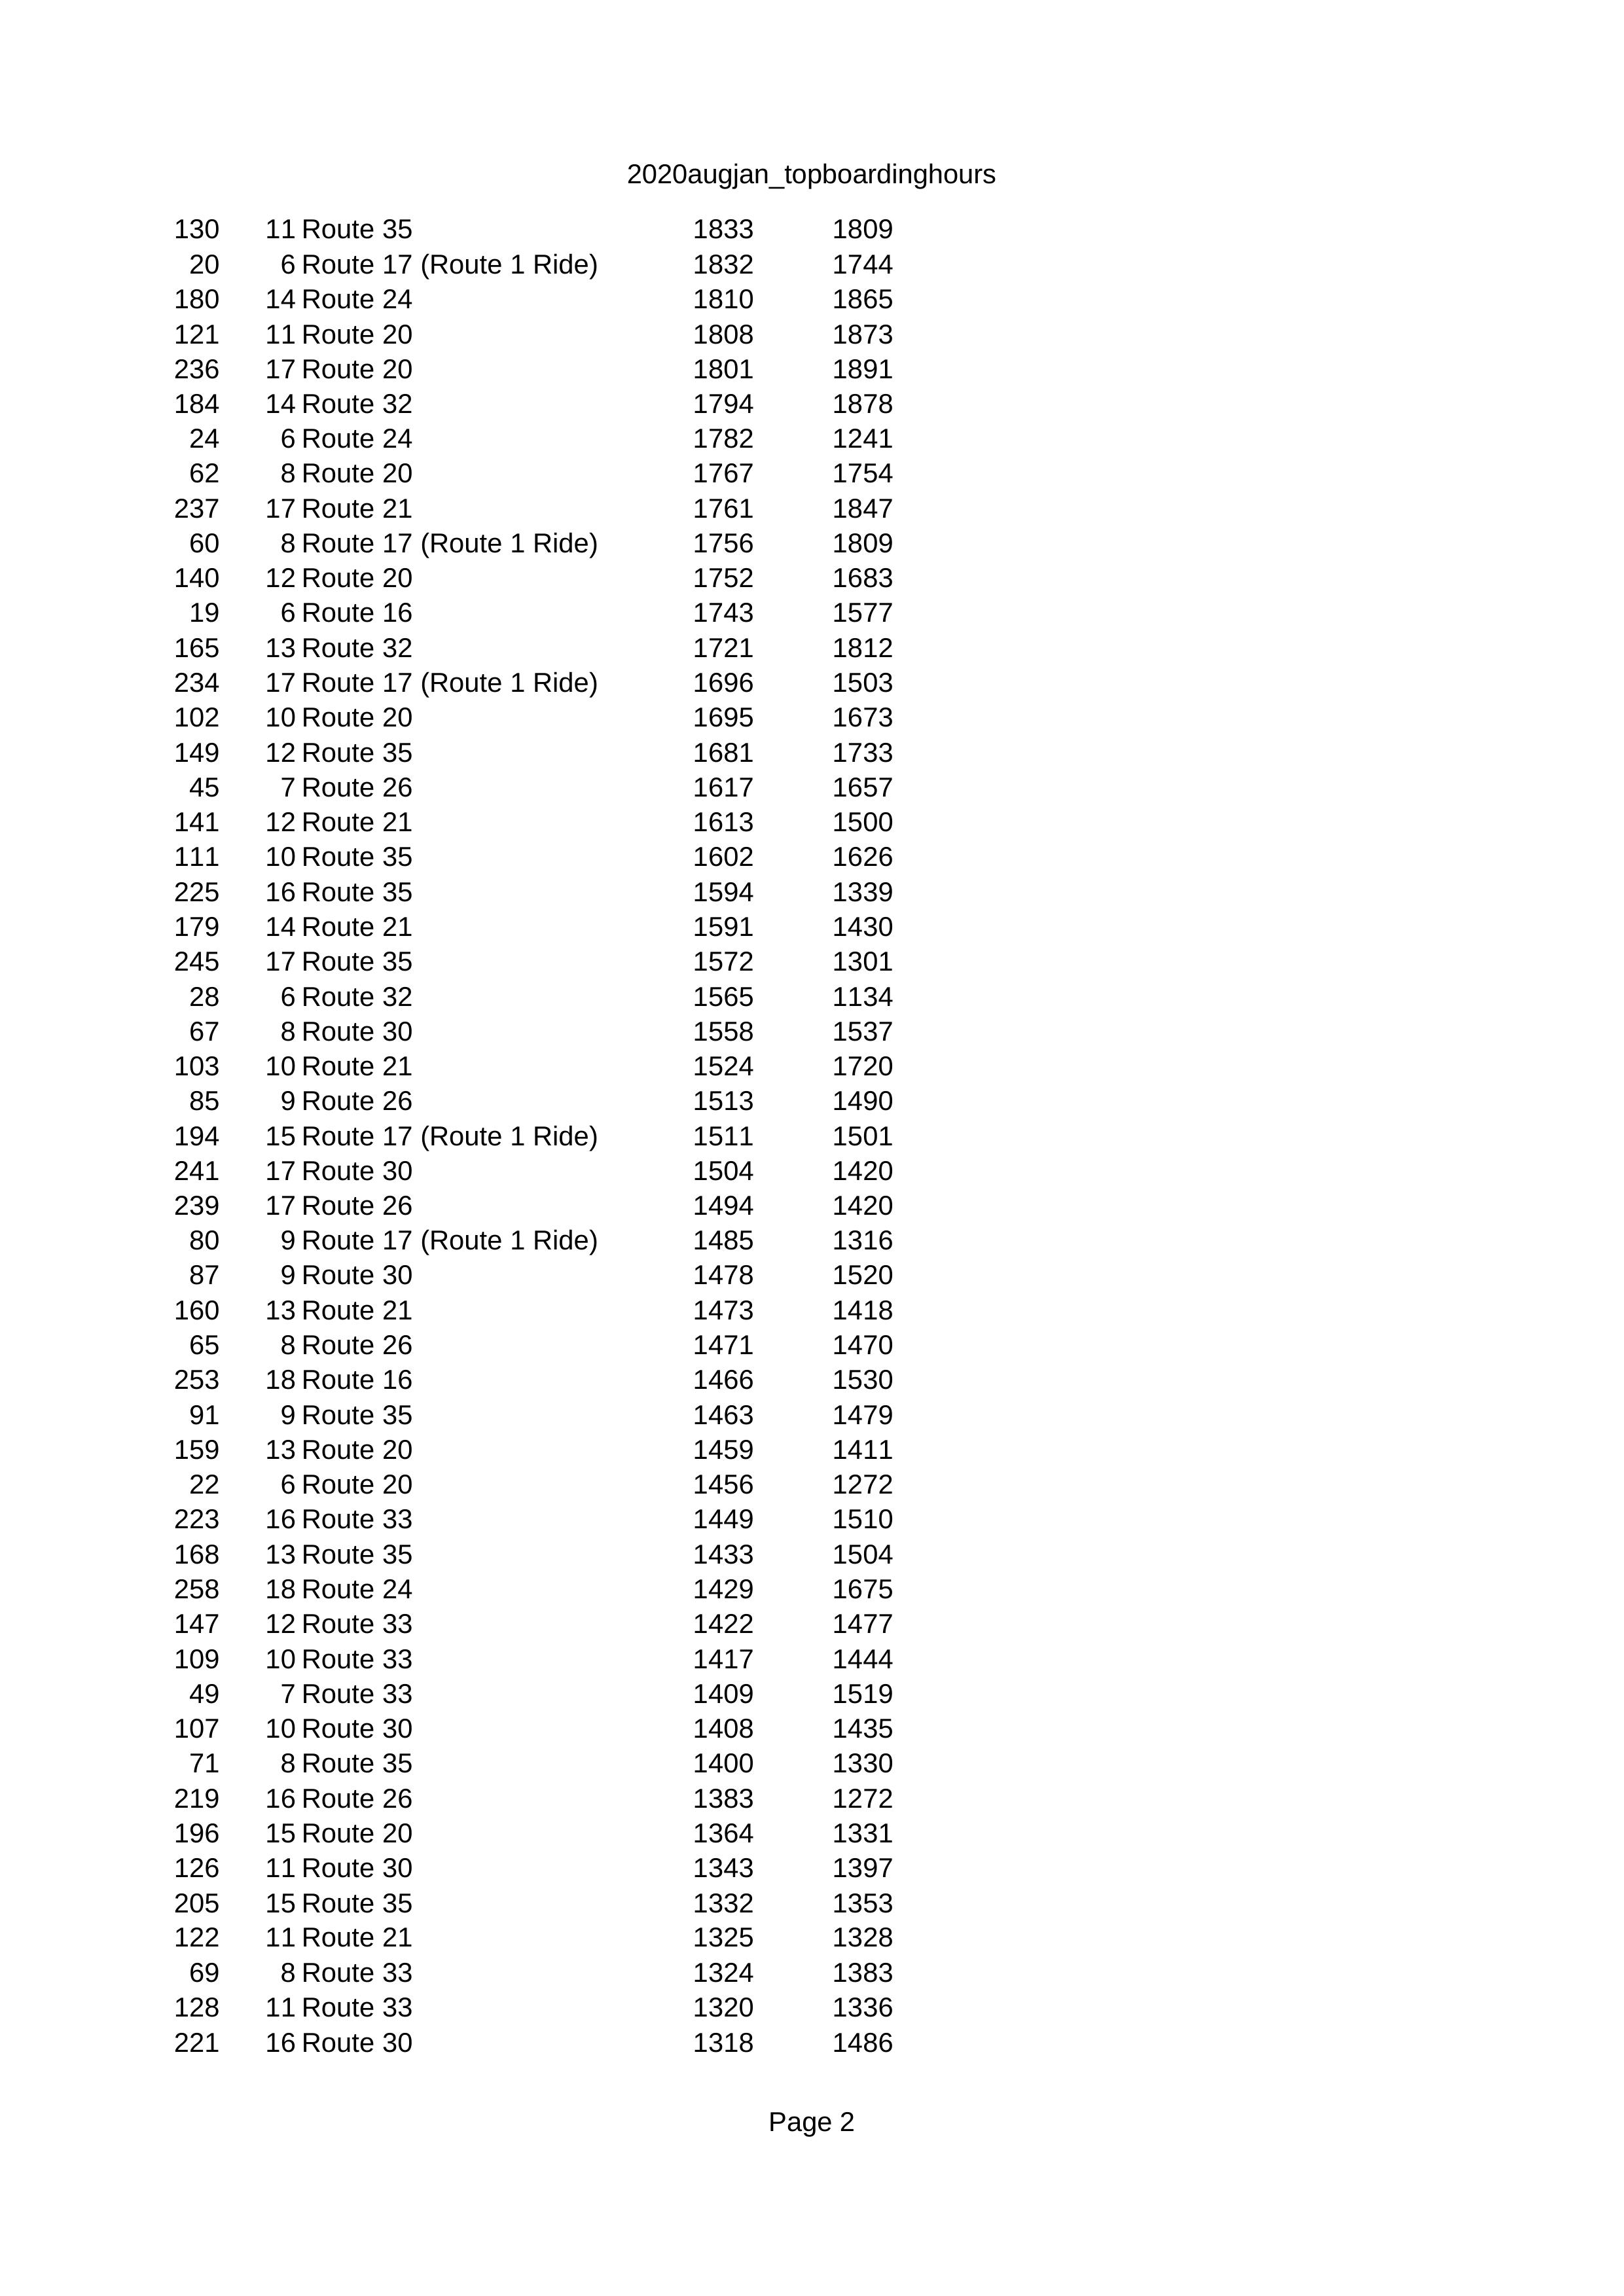 2020augjan_topboardinghours
130 11 Route 35 1833 1809
20 6 Route 17 (Route 1 Ride) 1832 1744
180 14 Route 24 1810 1865
121 11 Route 20 1808 1873
236 17 Route 20 1801 1891
184 14 Route 32 1794 1878
24 6 Route 24 1782 1241
62 8 Route 20 1767 1754
237 17 Route 21 1761 1847
60 8 Route 17 (Route 1 Ride) 1756 1809
140 12 Route 20 1752 1683
19 6 Route 16 1743 1577
165 13 Route 32 1721 1812
234 17 Route 17 (Route 1 Ride) 1696 1503
102 10 Route 20 1695 1673
149 12 Route 35 1681 1733
45 7 Route 26 1617 1657
141 12 Route 21 1613 1500
111 10 Route 35 1602 1626
225 16 Route 35 1594 1339
179 14 Route 21 1591 1430
245 17 Route 35 1572 1301
28 6 Route 32 1565 1134
67 8 Route 30 1558 1537
103 10 Route 21 1524 1720
85 9 Route 26 1513 1490
194 15 Route 17 (Route 1 Ride) 1511 1501
241 17 Route 30 1504 1420
239 17 Route 26 1494 1420
80 9 Route 17 (Route 1 Ride) 1485 1316
87 9 Route 30 1478 1520
160 13 Route 21 1473 1418
65 8 Route 26 1471 1470
253 18 Route 16 1466 1530
91 9 Route 35 1463 1479
159 13 Route 20 1459 1411
22 6 Route 20 1456 1272
223 16 Route 33 1449 1510
168 13 Route 35 1433 1504
258 18 Route 24 1429 1675
147 12 Route 33 1422 1477
109 10 Route 33 1417 1444
49 7 Route 33 1409 1519
107 10 Route 30 1408 1435
71 8 Route 35 1400 1330
219 16 Route 26 1383 1272
196 15 Route 20 1364 1331
126 11 Route 30 1343 1397
205 15 Route 35 1332 1353
122 11 Route 21 1325 1328
69 8 Route 33 1324 1383
128 11 Route 33 1320 1336
221 16 Route 30 1318 1486
Page 2